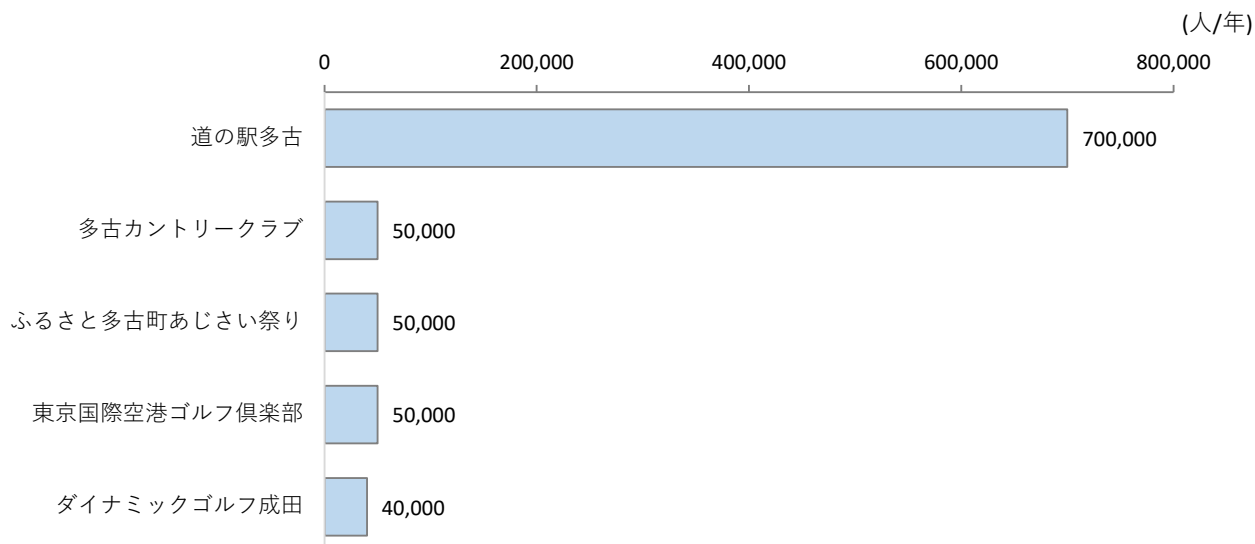 (人/年)
0 200,000 400,000 600,000 800,000
道の駅多古 700,000
多古カントリークラブ 50,000
ふるさと多古町あじさい祭り 50,000
東京国際空港ゴルフ倶楽部 50,000
ダイナミックゴルフ成田 40,000